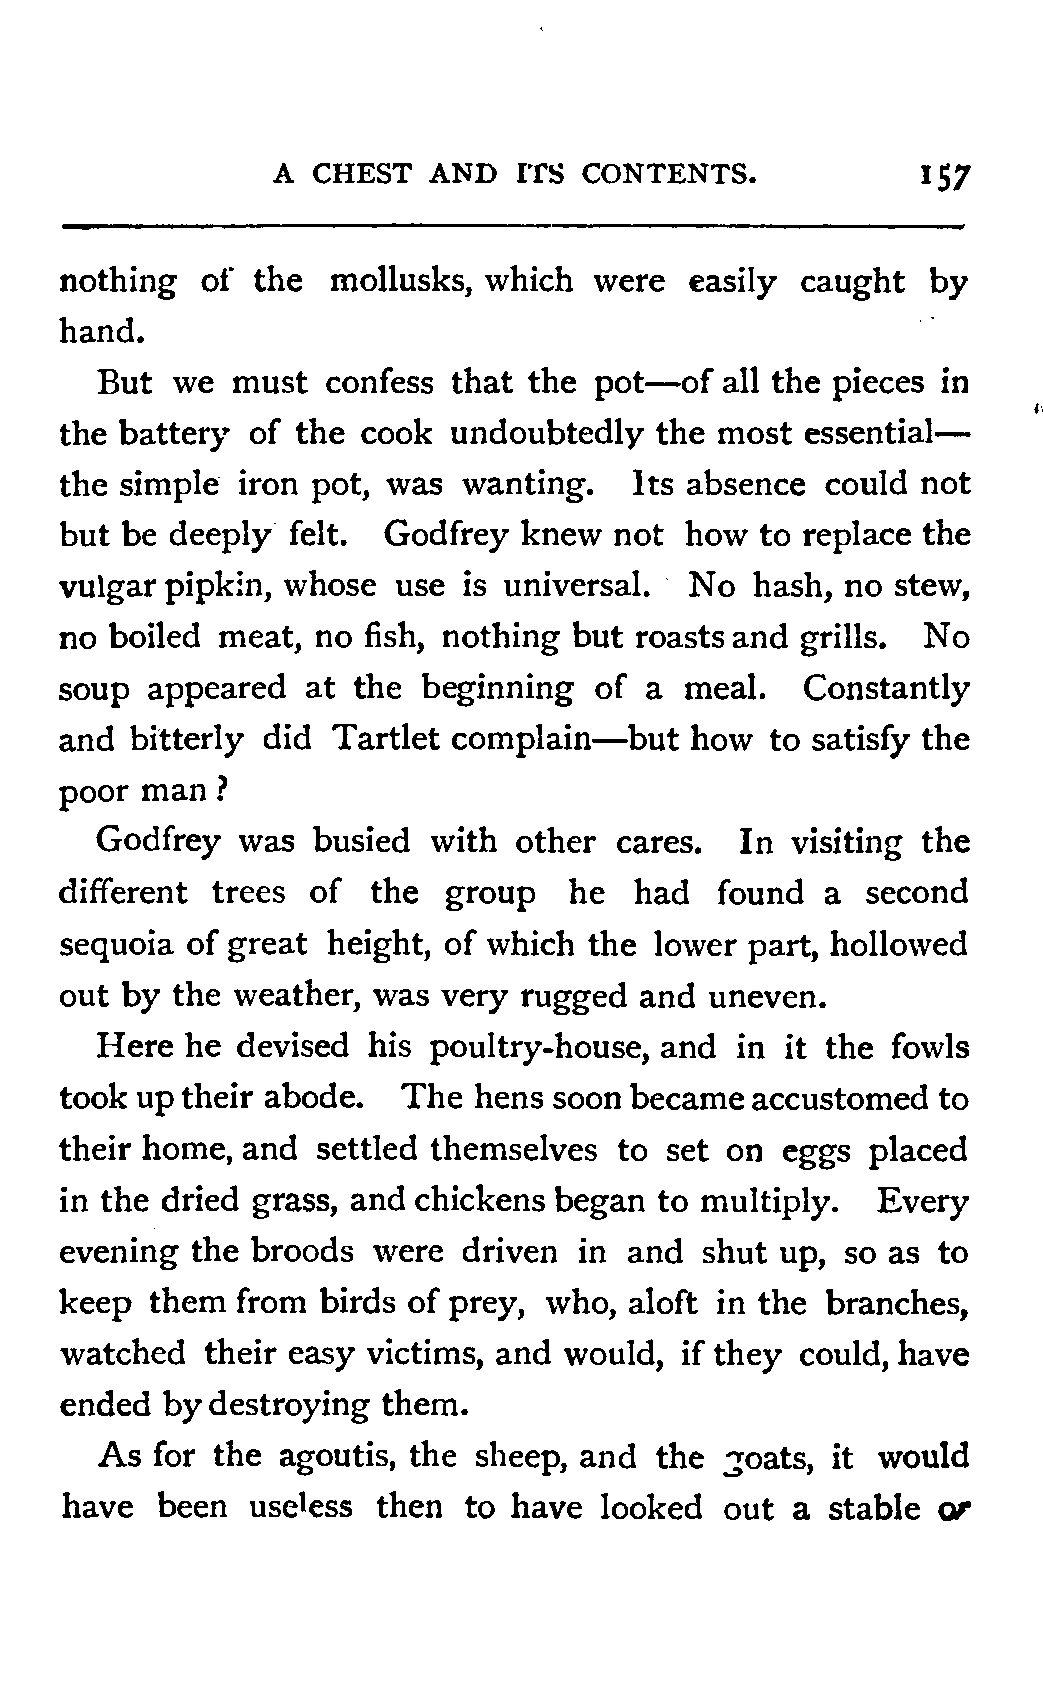 A CHEST AND ITS CONTENTS. 157
nothing of the mollusks, which were easily caught by
hand.
But we must confess that the pot—of all the pieces in
the battery of the cook undoubtedly the most essential—
the simple iron pot, was wanting. Its absence could not
but be deeply felt. Godfrey knew not how to replace the
vulgar pipkin, whose use is universal. No hash, no stew,
no boiled meat, no fish, nothing but roasts and grills. No
soup appeared at the beginning of a meal. Constantly
and bitterly did Tartlet complain—but how to satisfy the
poor man ?
Godfrey was busied with other cares. In visiting the
different trees of the group he had found a second
sequoia of great height, of which the lower part, hollowed
out by the weather, was very rugged and uneven.
Here he devised his poultry-house, and in it the fowls
took up their abode. The hens soon became accustomed to
their home, and settled themselves to set on eggs placed
in the dried grass, and chickens began to multiply. Every
evening the broods were driven in and shut up, so as to
keep them from birds of prey, who, aloft in the branches,
watched their easy victims, and would, if they could, have
ended by destroying them.
As for the agoutis, the sheep, and the goats, it would
have been useless then to have looked out a stable or